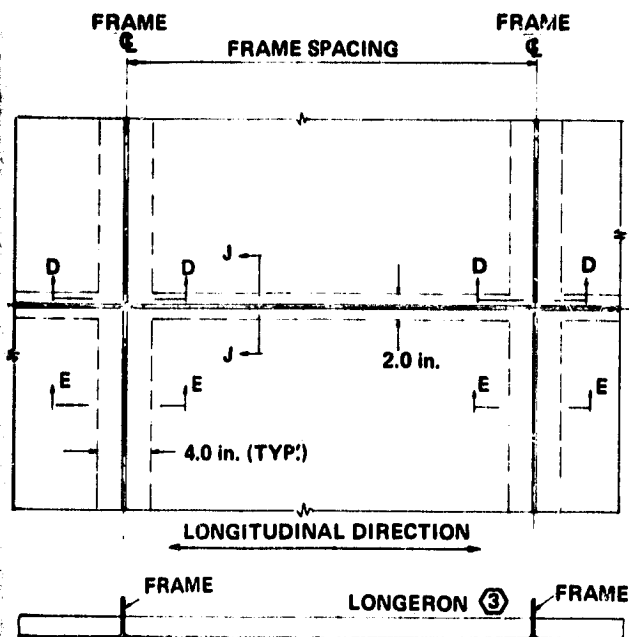 FRAME FRAME
℄ ℄
FRAME SPACING
D D J D D
J 2.0 in.
E E E E
4.0 in. (TYP.)
LONGITUDINAL DIRECTION
FRAME LONGERON 3 FRAME